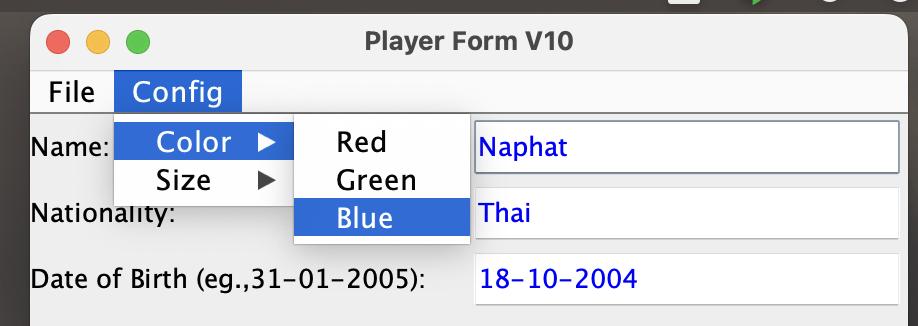 Player Form V10
File Config
Name: Color ▶ Red Naphat
Size ▶ Green
Nationality: Blue Thai
Date of Birth (eg.,31-01-2005): 18-10-2004